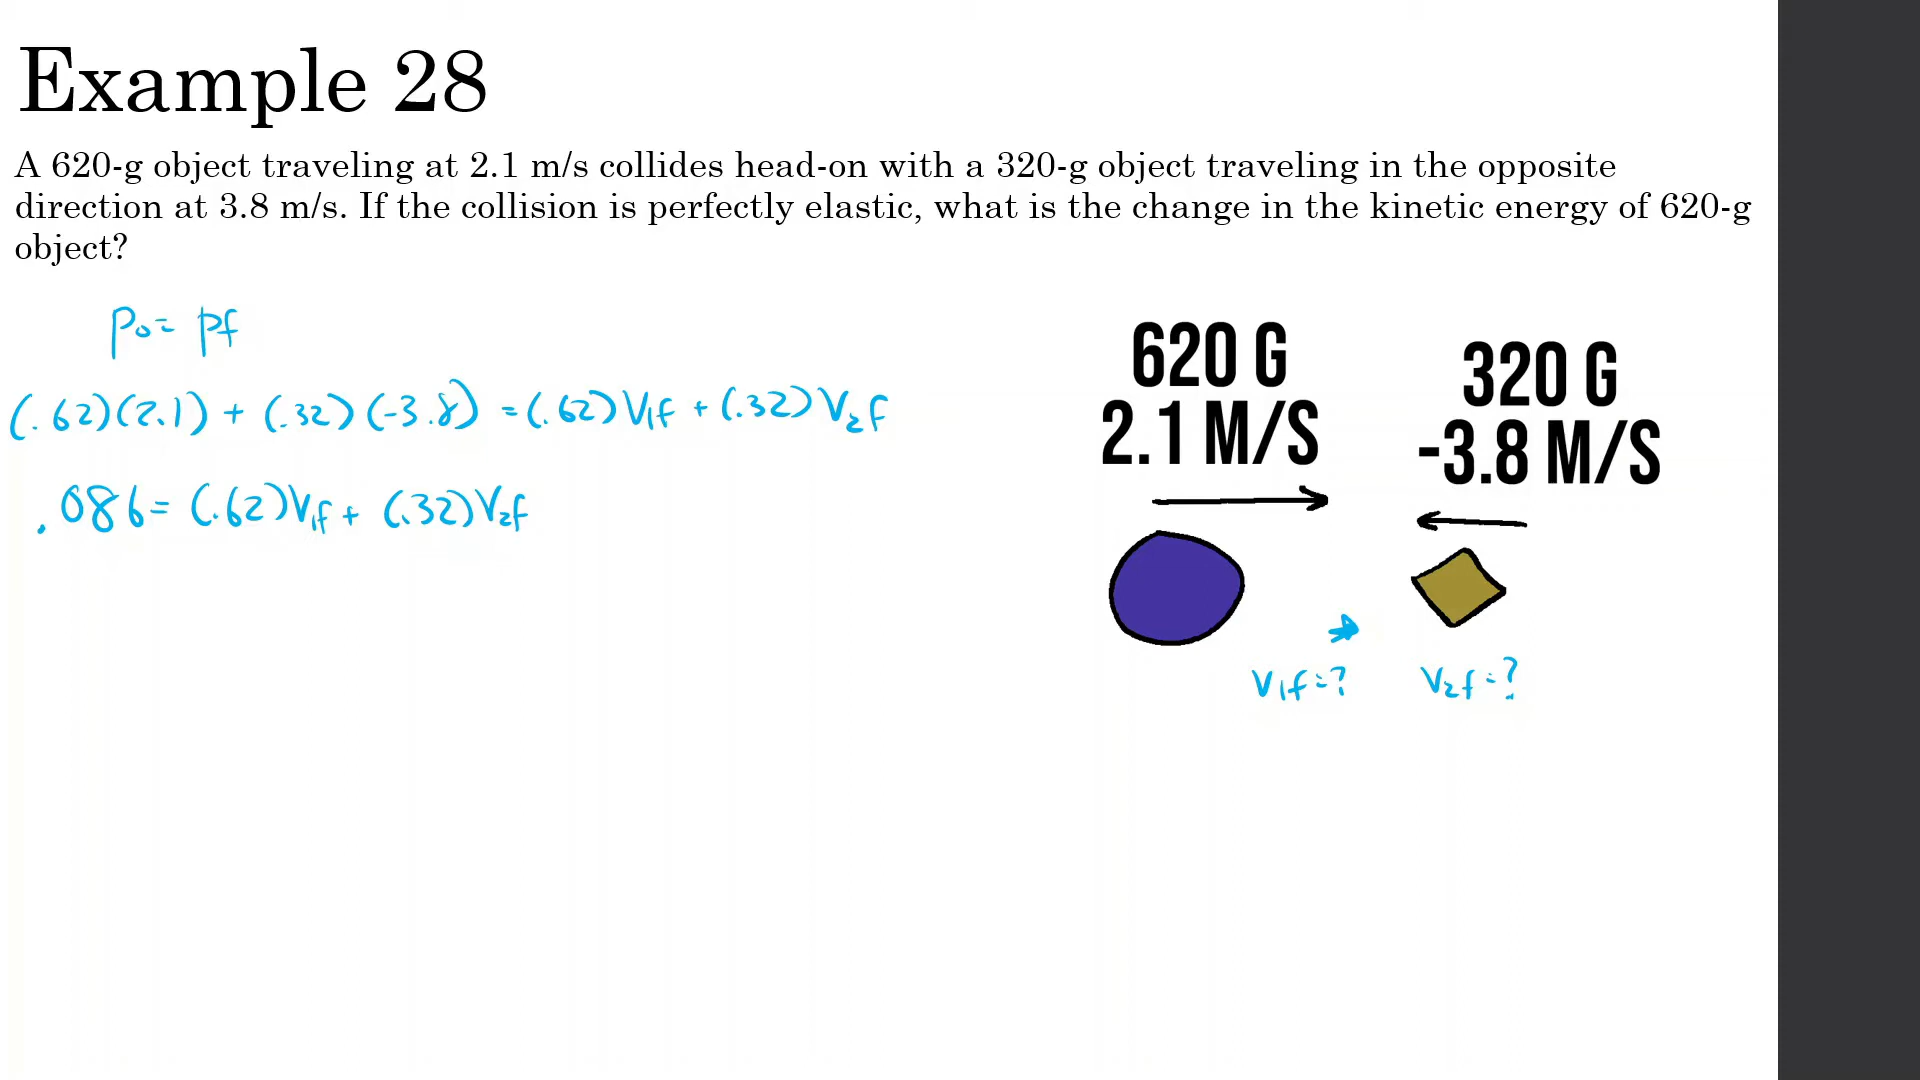 Example 28
A 620-g object traveling at 2.1 m/s collides head-on with a 320-g object traveling in the opposite
direction at 3.8 m/s. If the collision is perfectly elastic, what is the change in the kinetic energy of 620-g
object?
Po = Pf
(.62)(2.1) + (.32)(-3.8) = (.62)V1f + (.32)V2f
.086 = (.62)V1f + (.32)V2f
620 G
2.1 M/S
320 G
-3.8 M/S
V1f = ?
V2f = ?